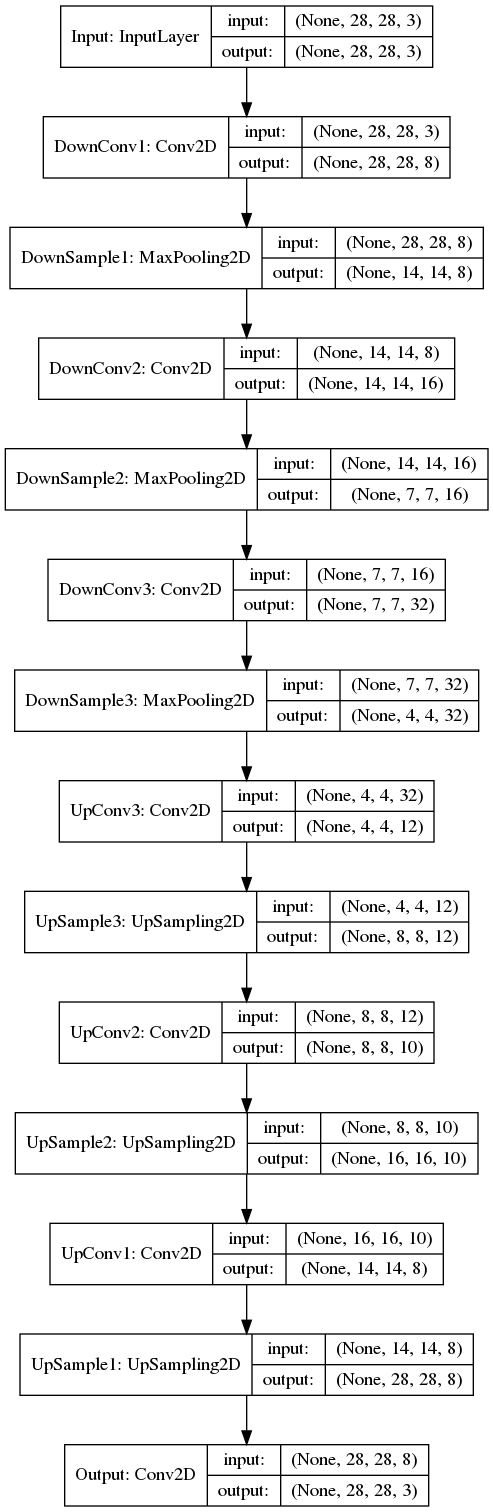 Input: InputLayer
input: (None, 28, 28, 3)
output: (None, 28, 28, 3)
DownConv1: Conv2D
input: (None, 28, 28, 3)
output: (None, 28, 28, 8)
DownSample1: MaxPooling2D
input: (None, 28, 28, 8)
output: (None, 14, 14, 8)
DownConv2: Conv2D
input: (None, 14, 14, 8)
output: (None, 14, 14, 16)
DownSample2: MaxPooling2D
input: (None, 14, 14, 16)
output: (None, 7, 7, 16)
DownConv3: Conv2D
input: (None, 7, 7, 16)
output: (None, 7, 7, 32)
DownSample3: MaxPooling2D
input: (None, 7, 7, 32)
output: (None, 4, 4, 32)
UpConv3: Conv2D
input: (None, 4, 4, 32)
output: (None, 4, 4, 12)
UpSample3: UpSampling2D
input: (None, 4, 4, 12)
output: (None, 8, 8, 12)
UpConv2: Conv2D
input: (None, 8, 8, 12)
output: (None, 8, 8, 10)
UpSample2: UpSampling2D
input: (None, 8, 8, 10)
output: (None, 16, 16, 10)
UpConv1: Conv2D
input: (None, 16, 16, 10)
output: (None, 14, 14, 8)
UpSample1: UpSampling2D
input: (None, 14, 14, 8)
output: (None, 28, 28, 8)
Output: Conv2D
input: (None, 28, 28, 8)
output: (None, 28, 28, 3)